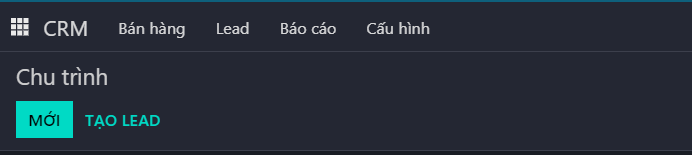 CRM Bán hàng Lead Báo cáo Cấu hình
Chu trình
MỚI TẠO LEAD